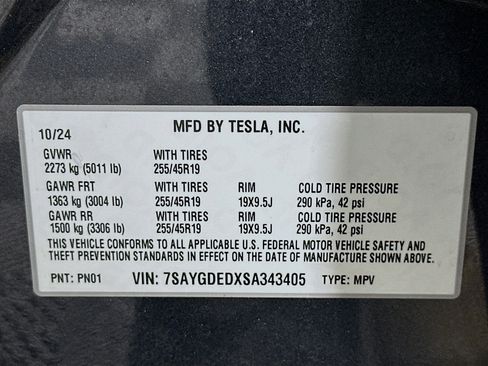 10/24 MFD BY TESLA, INC.
GVWR WITH TIRES
2273 kg (5011 lb) 255/45R19
GAWR FRT WITH TIRES RIM COLD TIRE PRESSURE
1363 kg (3004 lb) 255/45R19 19X9.5J 290 kPa, 42 psi
GAWR RR WITH TIRES RIM COLD TIRE PRESSURE
1500 kg (3306 lb) 255/45R19 19X9.5J 290 kPa, 42 psi
THIS VEHICLE CONFORMS TO ALL APPLICABLE U.S. FEDERAL MOTOR VEHICLE SAFETY AND
THEFT PREVENTION STANDARDS IN EFFECT ON THE DATE OF MANUFACTURE SHOWN ABOVE.
PNT: PN01 VIN: 7SAYGDEDXSA343405 TYPE: MPV